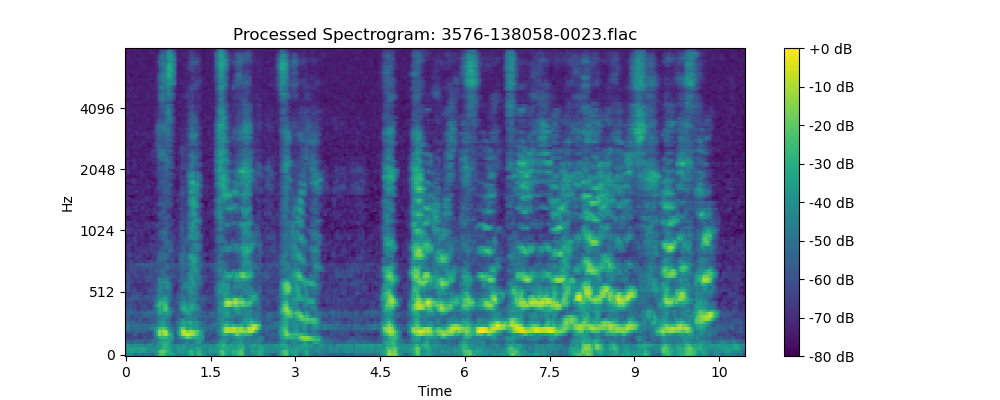 Processed Spectrogram: 3576-138058-0023.flac
Hz
4096
2048
1024
512
0
0 1.5 3 4.5 6 7.5 9 10
Time
+0 dB
-10 dB
-20 dB
-30 dB
-40 dB
-50 dB
-60 dB
-70 dB
-80 dB